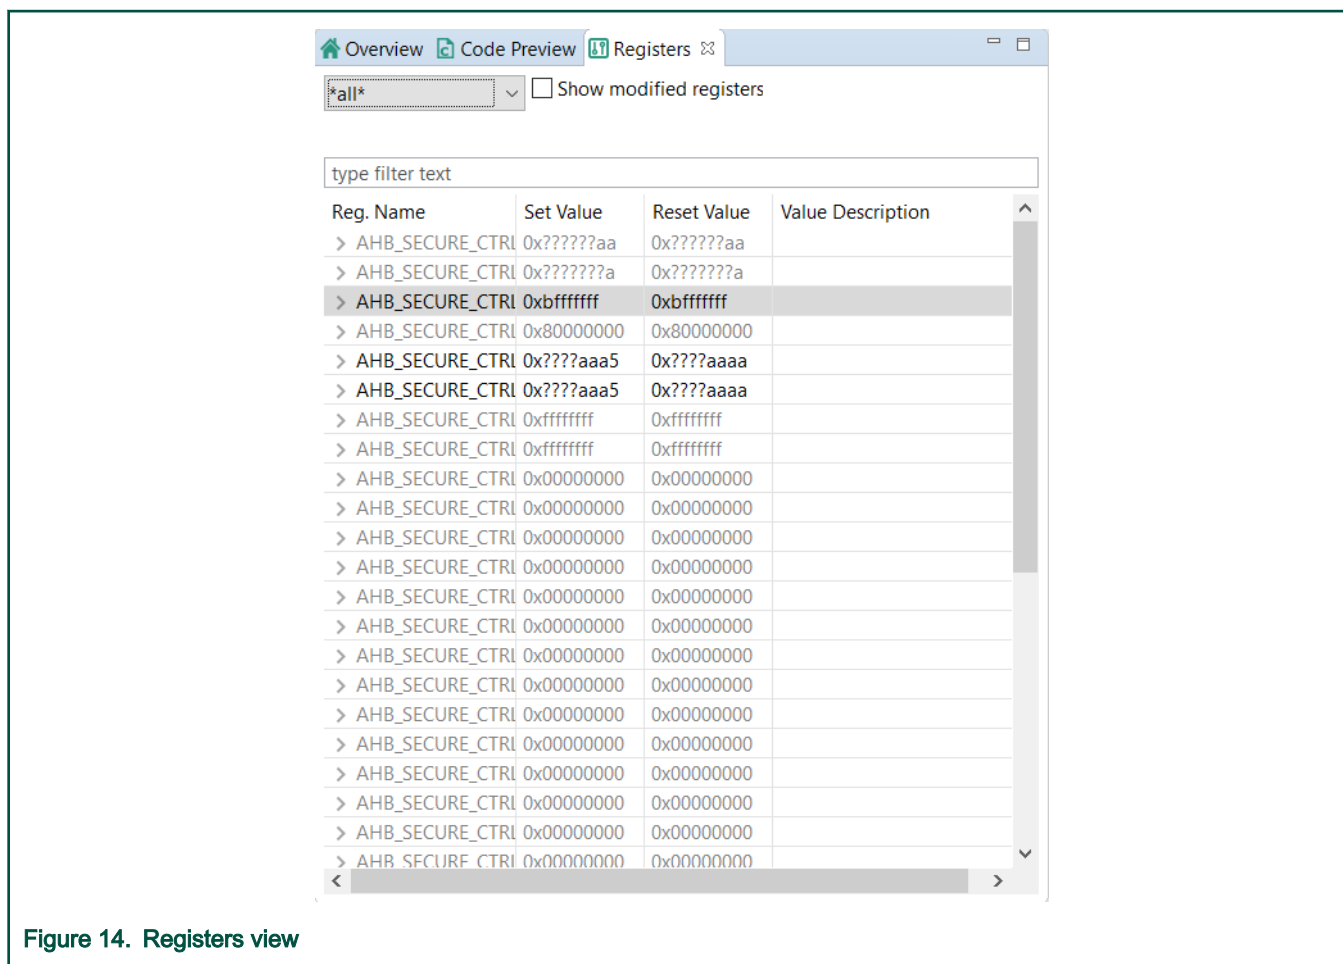 Overview Code Preview Registers
*all* Show modified registers
type filter text
Reg. Name Set Value Reset Value Value Description
AHB_SECURE_CTRL 0x??????aa 0x??????aa
AHB_SECURE_CTRL 0x???????a 0x???????a
AHB_SECURE_CTRL 0xbfffffff 0xbfffffff
AHB_SECURE_CTRL 0x80000000 0x80000000
AHB_SECURE_CTRL 0x????aaa5 0x????aaaa
AHB_SECURE_CTRL 0x????aaa5 0x????aaaa
AHB_SECURE_CTRL 0xffffffff 0xffffffff
AHB_SECURE_CTRL 0xffffffff 0xffffffff
AHB_SECURE_CTRL 0x00000000 0x00000000
AHB_SECURE_CTRL 0x00000000 0x00000000
AHB_SECURE_CTRL 0x00000000 0x00000000
AHB_SECURE_CTRL 0x00000000 0x00000000
AHB_SECURE_CTRL 0x00000000 0x00000000
AHB_SECURE_CTRL 0x00000000 0x00000000
AHB_SECURE_CTRL 0x00000000 0x00000000
AHB_SECURE_CTRL 0x00000000 0x00000000
AHB_SECURE_CTRL 0x00000000 0x00000000
AHB_SECURE_CTRL 0x00000000 0x00000000
AHB_SECURE_CTRL 0x00000000 0x00000000
AHB_SECURE_CTRL 0x00000000 0x00000000
AHB_SECURE_CTRL 0x00000000 0x00000000
AHB_SECURE_CTRL 0x00000000 0x00000000
Figure 14. Registers view